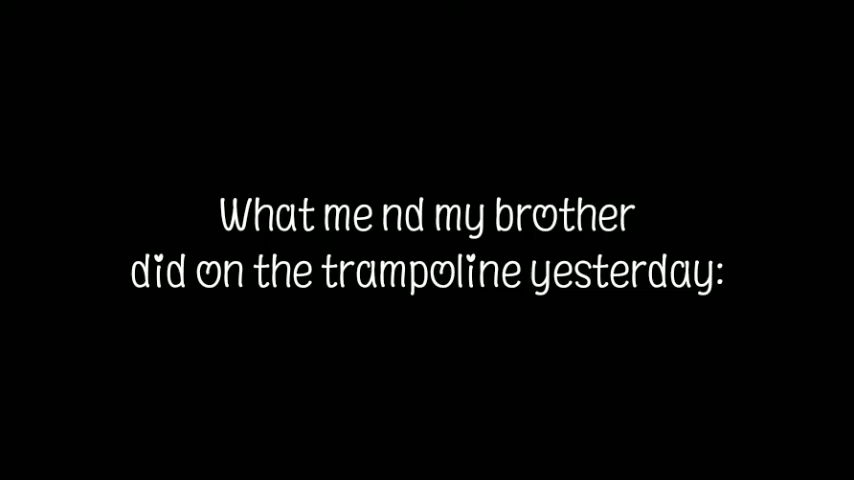 What me nd my brother
did on the trampoline yesterday: